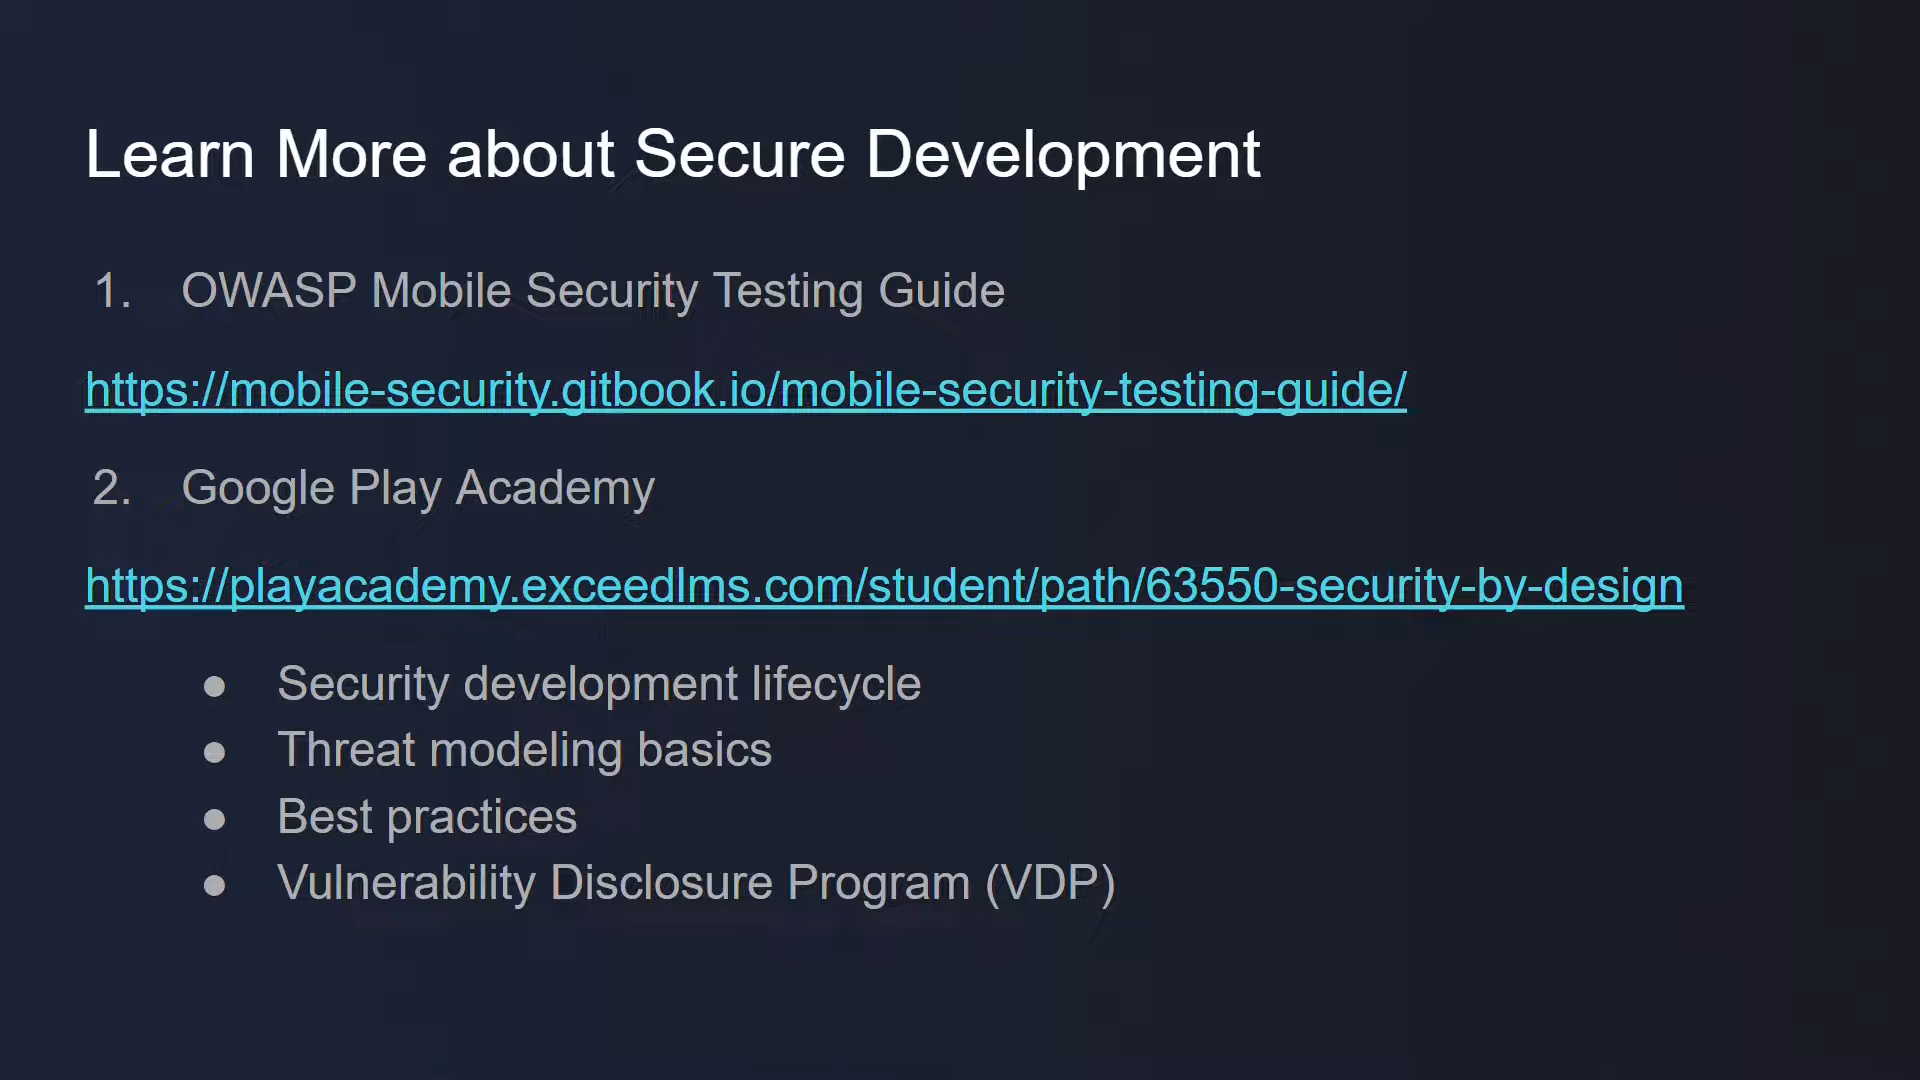 Learn More about Secure Development
1. OWASP Mobile Security Testing Guide
https://mobile-security.gitbook.io/mobile-security-testing-guide/
2. Google Play Academy
https://playacademy.exceedlms.com/student/path/63550-security-by-design
● Security development lifecycle
● Threat modeling basics
● Best practices
● Vulnerability Disclosure Program (VDP)